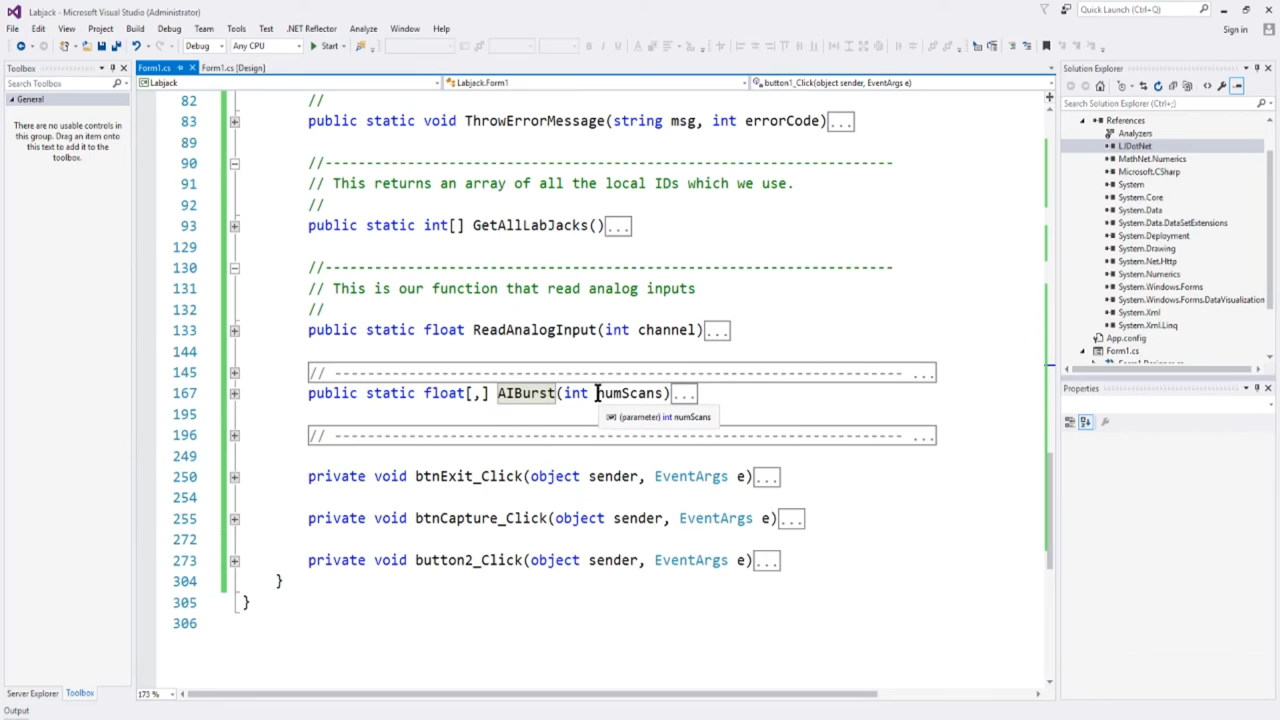 Labjack - Microsoft Visual Studio (Administrator)
Quick Launch (Ctrl+Q)
File Edit View Project Build Debug Team Tools Test .NET Reflector Analyze Window Help
Sign in
Debug Any CPU Start
Toolbox
Search Toolbox
General
There are no usable controls in
this group. Drag an item onto
this text to add it to the
toolbox.
Form1.cs Form1.cs [Design]
Labjack Labjack.Form1 button1_Click(object sender, EventArgs e)
82 //
83 public static void ThrowErrorMessage(string msg, int errorCode)...
89
90 //--------------------------------------------------------------------
91 // This returns an array of all the local IDs which we use.
92 //
93 public static int[] GetAllLabJacks()...
129
130 //--------------------------------------------------------------------
131 // This is our function that read analog inputs
132 //
133 public static float ReadAnalogInput(int channel)...
144
145 // --------------------------------------------------------------------- ...
167 public static float[,] AIBurst(int numScans)...
(parameter) int numScans
195
196 // --------------------------------------------------------------------- ...
249
250 private void btnExit_Click(object sender, EventArgs e)...
254
255 private void btnCapture_Click(object sender, EventArgs e)...
272
273 private void button2_Click(object sender, EventArgs e)...
304 }
305 }
306
173 %
Solution Explorer
Search Solution Explorer (Ctrl+;)
References
Analyzers
LJDotNet
MathNet.Numerics
Microsoft.CSharp
System
System.Core
System.Data
System.Data.DataSetExtensions
System.Deployment
System.Drawing
System.Net.Http
System.Numerics
System.Windows.Forms
System.Windows.Forms.DataVisualization
System.Xml
System.Xml.Linq
App.config
Form1.cs
Form1.Designer.cs
Properties
Server Explorer Toolbox
Output